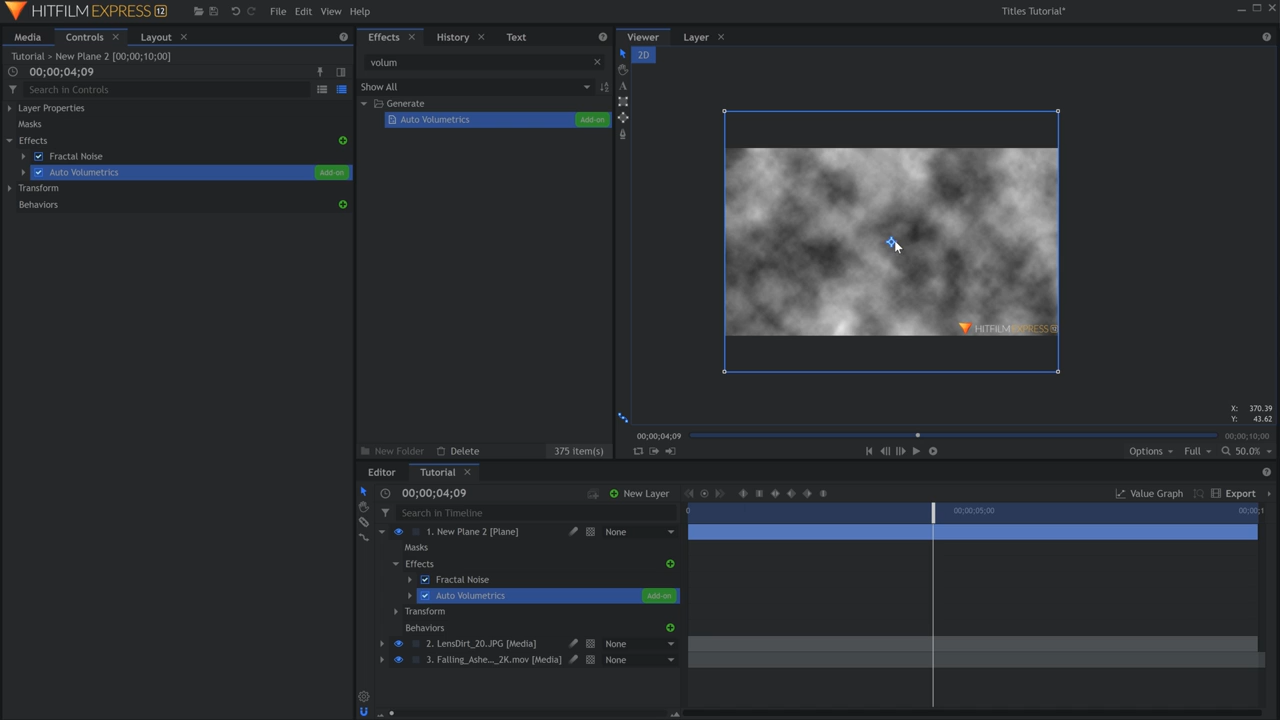 HITFILM EXPRESS 12
File Edit View Help
Titles Tutorial*
Media Controls Layout
Tutorial > New Plane 2 [00;00;10;00]
00;00;04;09
Search in Controls
Layer Properties
Masks
Effects
Fractal Noise
Auto Volumetrics Add-on
Transform
Behaviors
Effects History Text
volum
Show All
Generate
Auto Volumetrics Add-on
New Folder Delete 375 item(s)
Viewer Layer
2D
HITFILM EXPRESS 12
X: 370.39
Y: 43.62
00;00;04;09 00;00;10;00
Options Full 50.0%
Editor Tutorial
00;00;04;09 New Layer Value Graph Export
Search in Timeline
0 00;00;05;00 00;00;1
1. New Plane 2 [Plane] None
Masks
Effects
Fractal Noise
Auto Volumetrics Add-on
Transform
Behaviors
2. LensDirt_20.JPG [Media] None
3. Falling_Ashe..._2K.mov [Media] None